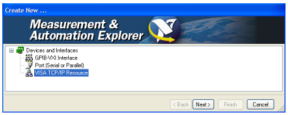 Create New ...
Measurement &
Automation Explorer
Devices and Interfaces
GPIB-VXI Interface
Port (Serial or Parallel)
VISA TCP/IP Resource
< Back
Next >
Finish
Cancel